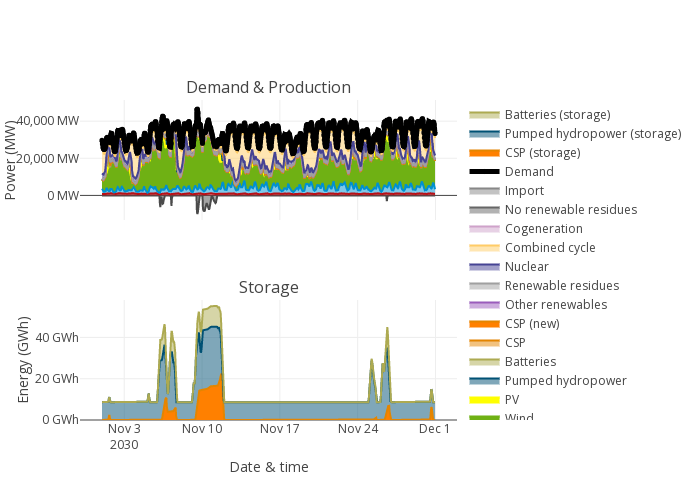 Demand & Production
Power (MW)
40,000 MW
20,000 MW
0 MW
Storage
Energy (GWh)
40 GWh
20 GWh
0 GWh
Nov 3
2030
Nov 10
Nov 17
Nov 24
Dec 1
Date & time
Batteries (storage)
Pumped hydropower (storage)
CSP (storage)
Demand
Import
No renewable residues
Cogeneration
Combined cycle
Nuclear
Renewable residues
Other renewables
CSP (new)
CSP
Batteries
Pumped hydropower
PV
Wind